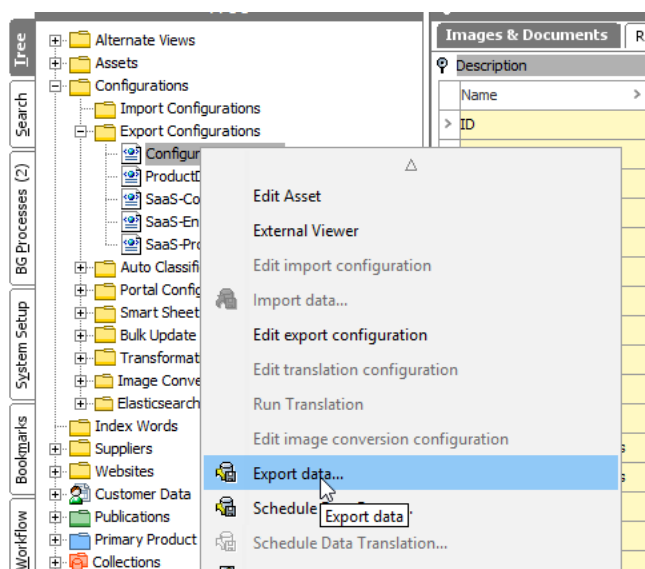 Tree
Search
BG Processes (2)
System Setup
Bookmarks
Workflow
Alternate Views
Assets
Configurations
Import Configurations
Export Configurations
Configur
ProductD
SaaS-Co
SaaS-En
SaaS-Pro
Auto Classifi
Portal Config
Smart Sheet
Bulk Update
Transformat
Image Conve
Elasticsearch
Index Words
Suppliers
Websites
Customer Data
Publications
Primary Product
Collections
Edit Asset
External Viewer
Edit import configuration
Import data...
Edit export configuration
Edit translation configuration
Run Translation
Edit image conversion configuration
Export data...
Schedule
Export data
Schedule Data Translation...
Images & Documents
R
Description
Name >
> ID